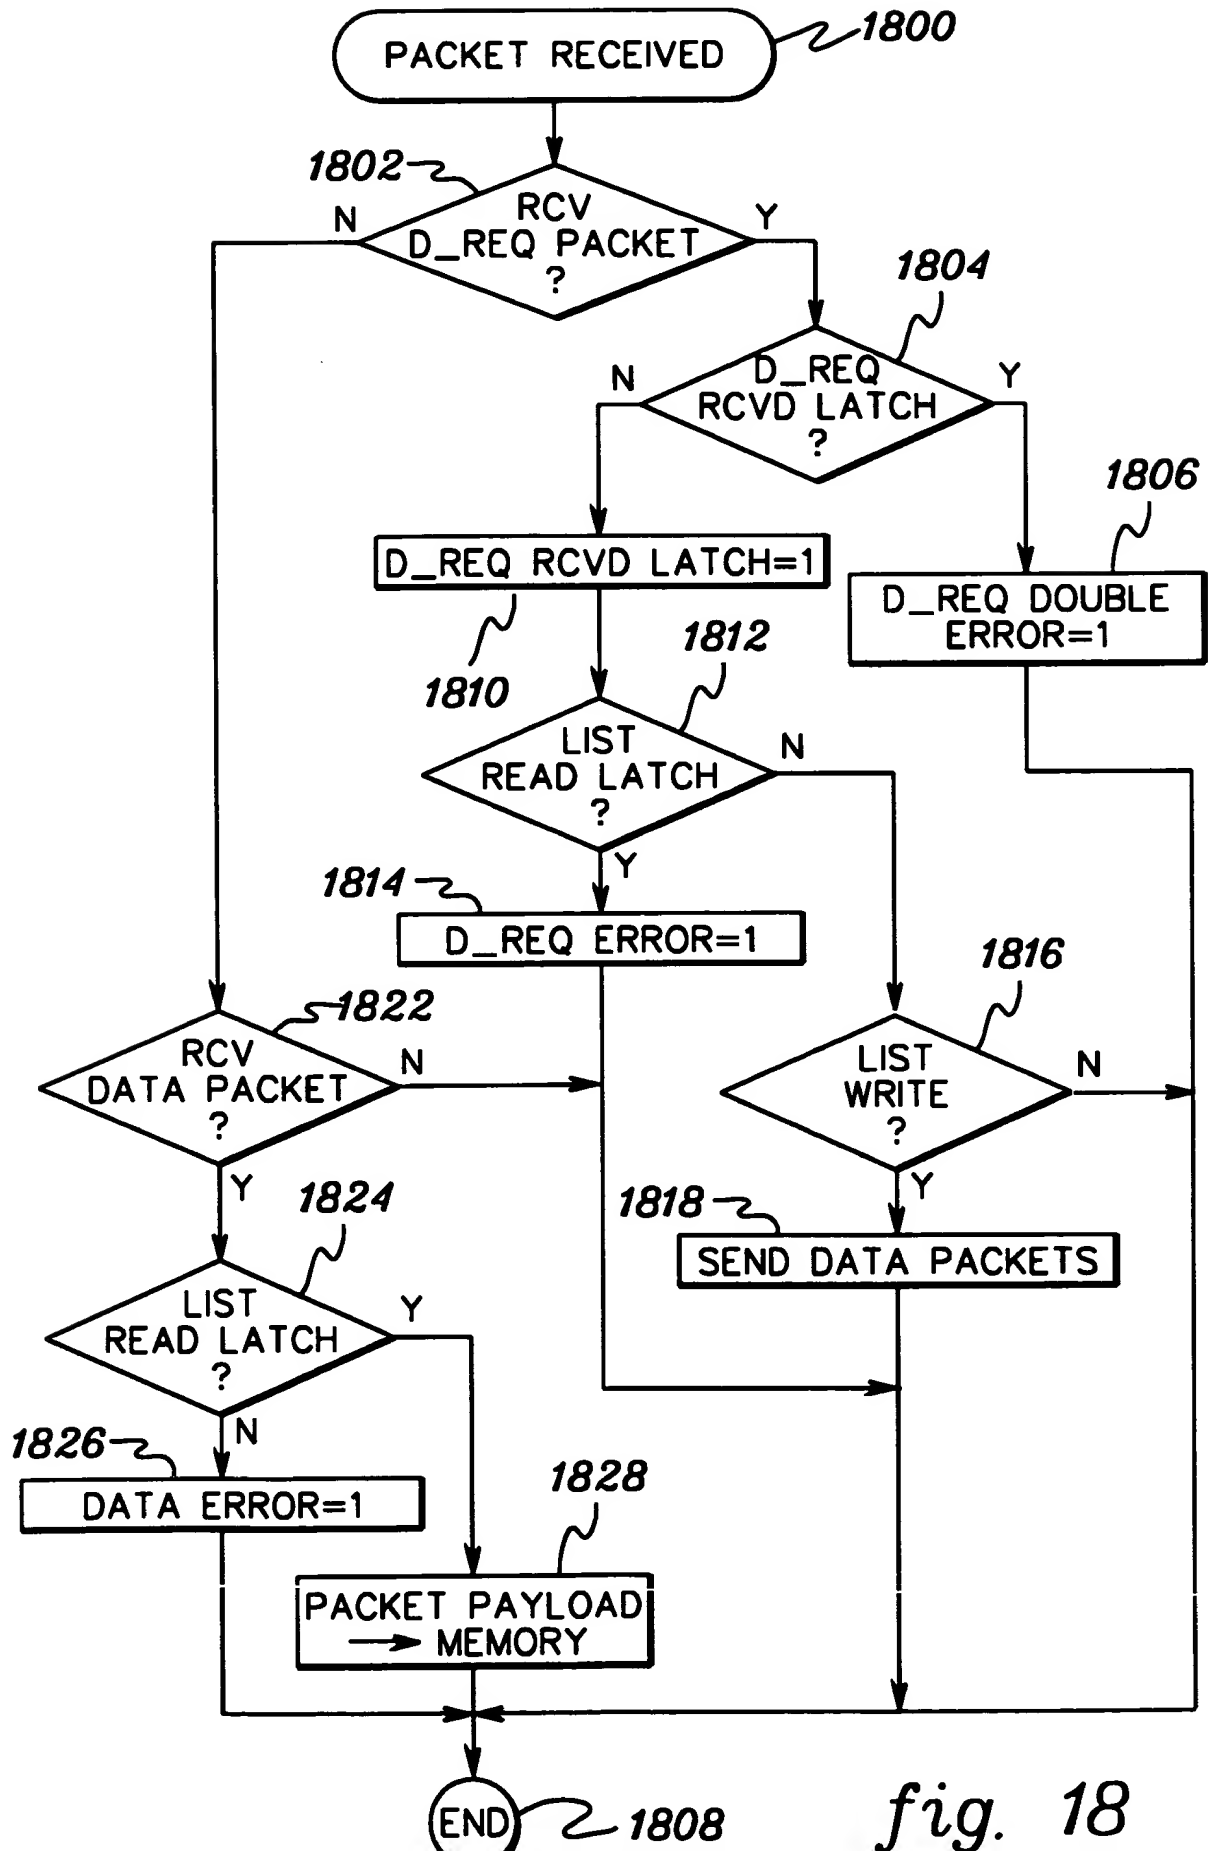 PACKET RECEIVED
1800
1802
RCV
D_REQ PACKET
?
N
Y
1804
D_REQ
RCVD LATCH
?
N
Y
1806
D_REQ RCVD LATCH=1
D_REQ DOUBLE
ERROR=1
1810
1812
LIST
READ LATCH
?
N
Y
1814
D_REQ ERROR=1
1816
1822
RCV
DATA PACKET
?
N
Y
LIST
WRITE
?
N
Y
1818
SEND DATA PACKETS
1824
LIST
READ LATCH
?
Y
N
1826
DATA ERROR=1
1828
PACKET PAYLOAD
→ MEMORY
END
1808
fig. 18